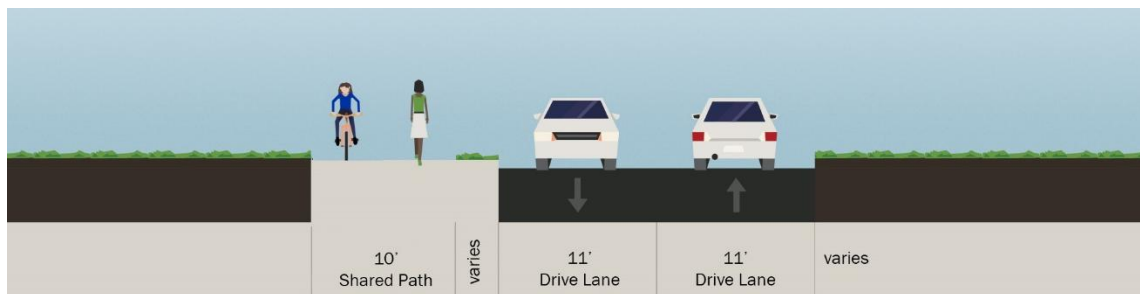 10'
Shared Path
varies
11'
Drive Lane
11'
Drive Lane
varies